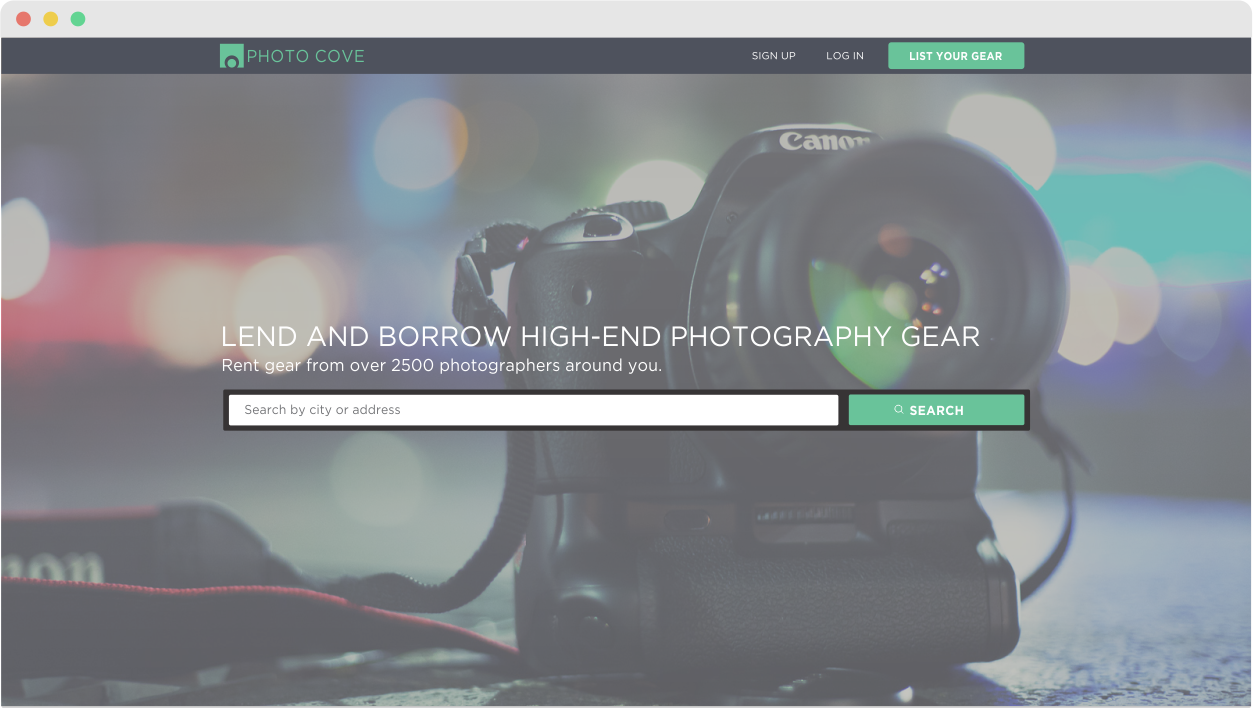 PHOTO COVE
SIGN UP LOG IN LIST YOUR GEAR
Canon
LEND AND BORROW HIGH-END PHOTOGRAPHY GEAR
Rent gear from over 2500 photographers around you.
Search by city or address SEARCH
non